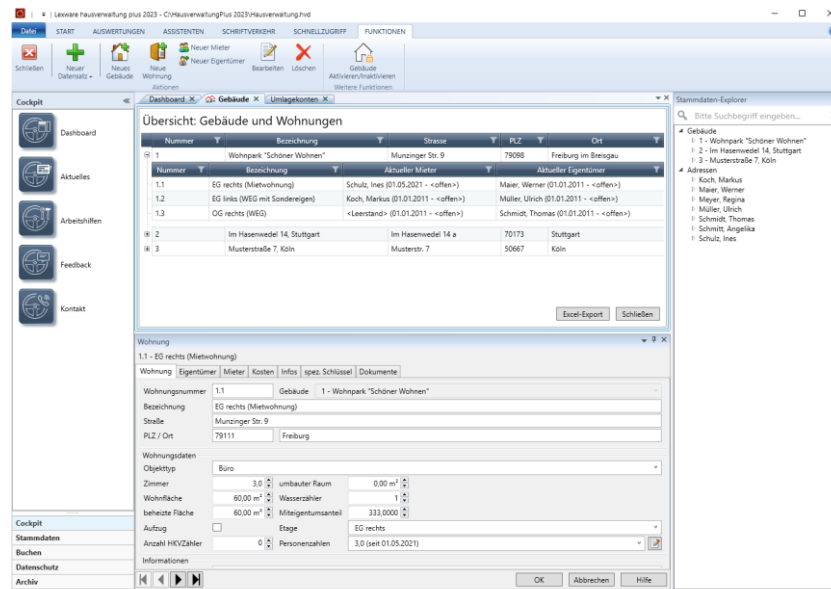 Lexware hausverwaltung plus 2023 - C:\HausverwaltungPlus 2023\Hausverwaltung.hvd
Datei START AUSWERTUNGEN ASSISTENTEN SCHRIFTVERKEHR SCHNELLZUGRIFF FUNKTIONEN
Schließen
Neuer Datensatz
Neues Gebäude
Neue Wohnung
Neuer Mieter
Neuer Eigentümer
Bearbeiten
Löschen
Gebäude Aktivieren/Inaktivieren
Aktionen
Weitere Funktionen
Cockpit
Dashboard
Aktuelles
Arbeitshilfen
Feedback
Kontakt
Cockpit
Stammdaten
Buchen
Datenschutz
Archiv
Dashboard Gebäude Umlagekonten
Übersicht: Gebäude und Wohnungen
Nummer Bezeichnung Strasse PLZ Ort
1 Wohnpark "Schöner Wohnen" Munzinger Str. 9 79098 Freiburg im Breisgau
Nummer Bezeichnung Aktueller Mieter Aktueller Eigentümer
1.1 EG rechts (Mietwohnung) Schulz, Ines (01.05.2021 - <offen>) Maier, Werner (01.01.2011 - <offen>)
1.2 EG links (WEG mit Sondereigen) Koch, Markus (01.01.2011 - <offen>) Müller, Ulrich (01.01.2011 - <offen>)
1.3 OG rechts (WEG) <Leerstand> (01.01.2011 - <offen>) Schmidt, Thomas (01.01.2011 - <offen>)
2 Im Hasenwedel 14, Stuttgart Im Hasenwedel 14 a 70173 Stuttgart
3 Musterstraße 7, Köln Musterstr. 7 50667 Köln
Excel-Export Schließen
Wohnung
1.1 - EG rechts (Mietwohnung)
Wohnung Eigentümer Mieter Kosten Infos spez. Schlüssel Dokumente
Wohnungsnummer 1.1 Gebäude 1 - Wohnpark "Schöner Wohnen"
Bezeichnung EG rechts (Mietwohnung)
Straße Munzinger Str. 9
PLZ / Ort 79111 Freiburg
Wohnungsdaten
Objekttyp Büro
Zimmer 3,0 umbauter Raum 0,00 m³
Wohnfläche 60,00 m² Wasserzähler 1
beheizte Fläche 60,00 m² Miteigentumsanteil 333,0000
Aufzug Etage EG rechts
Anzahl HKVZähler 0 Personenzahlen 3,0 (seit 01.05.2021)
Informationen
OK Abbrechen Hilfe
Stammdaten-Explorer
Bitte Suchbegriff eingeben...
Gebäude
1 - Wohnpark "Schöner Wohnen"
2 - Im Hasenwedel 14, Stuttgart
3 - Musterstraße 7, Köln
Adressen
Koch, Markus
Maier, Werner
Meyer, Regina
Müller, Ulrich
Schmidt, Thomas
Schmitt, Angelika
Schulz, Ines